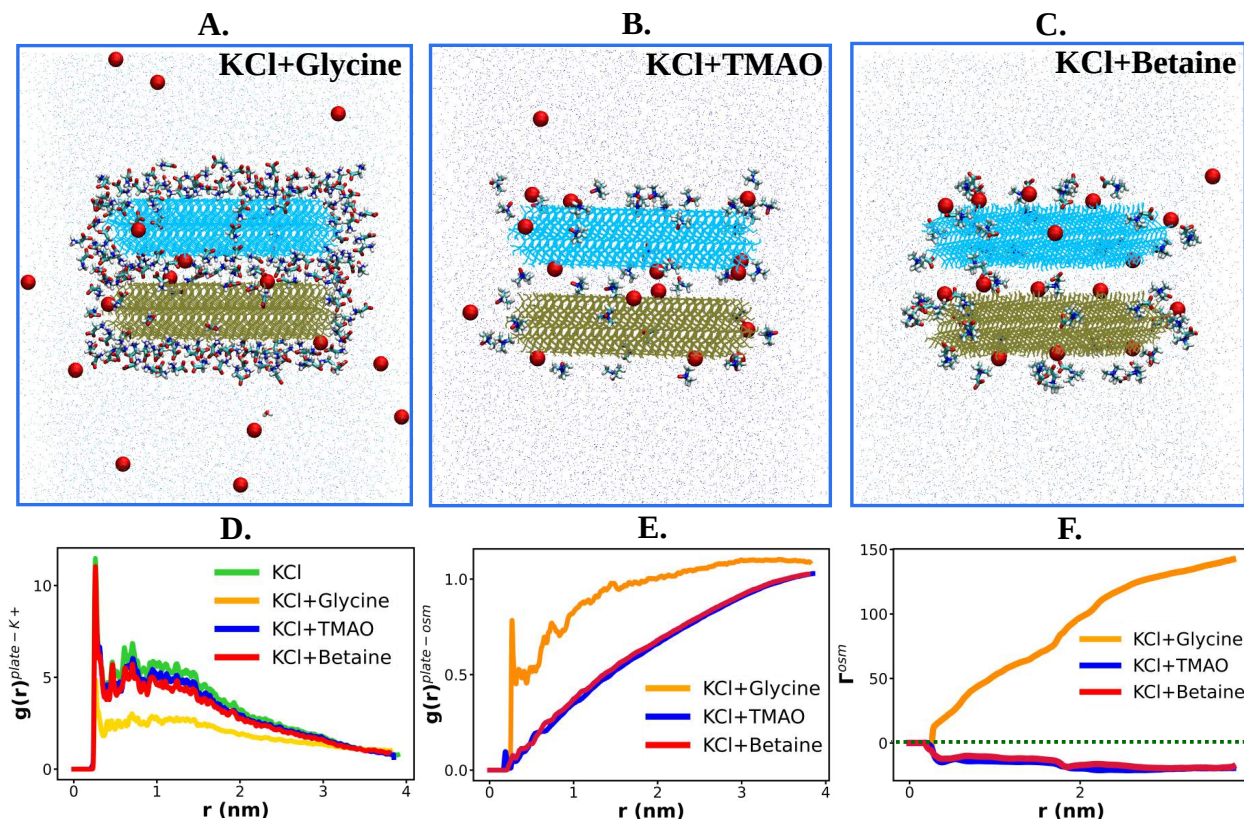 A.
B.
C.
KCl+Glycine
KCl+TMAO
KCl+Betaine
D.
E.
F.
g(r)^{plate−K+}
10
5
0
KCl
KCl+Glycine
KCl+TMAO
KCl+Betaine
0 1 2 3 4
r (nm)
g(r)^{plate−osm}
1.0
0.5
0.0
KCl+Glycine
KCl+TMAO
KCl+Betaine
0 1 2 3 4
r (nm)
Γ^{osm}
150
100
50
0
KCl+Glycine
KCl+TMAO
KCl+Betaine
0 2
r (nm)